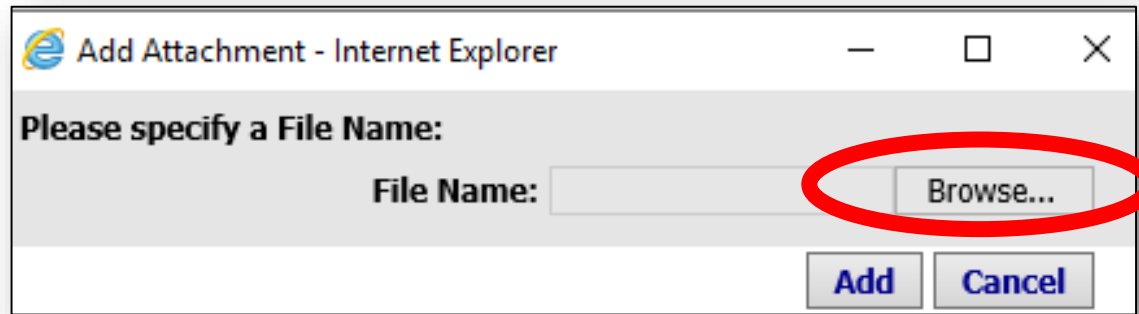 Add Attachment - Internet Explorer
Please specify a File Name:
File Name: Browse...
Add Cancel